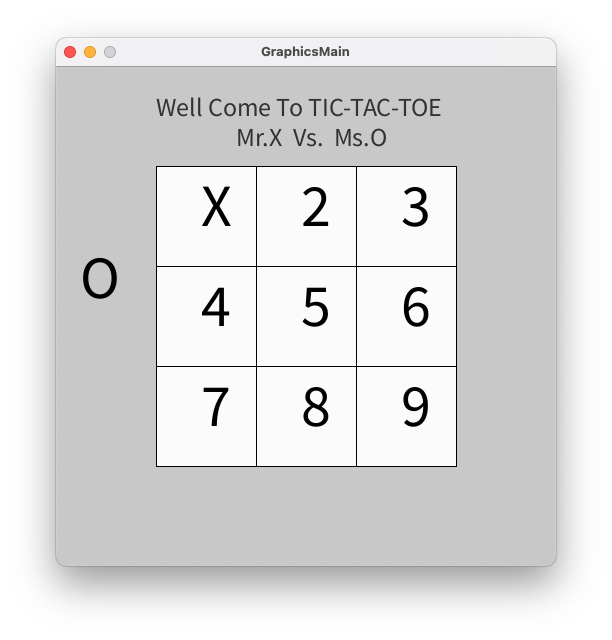 GraphicsMain
Well Come To TIC-TAC-TOE
Mr.X  Vs.  Ms.O
X 2 3
O
4 5 6
7 8 9